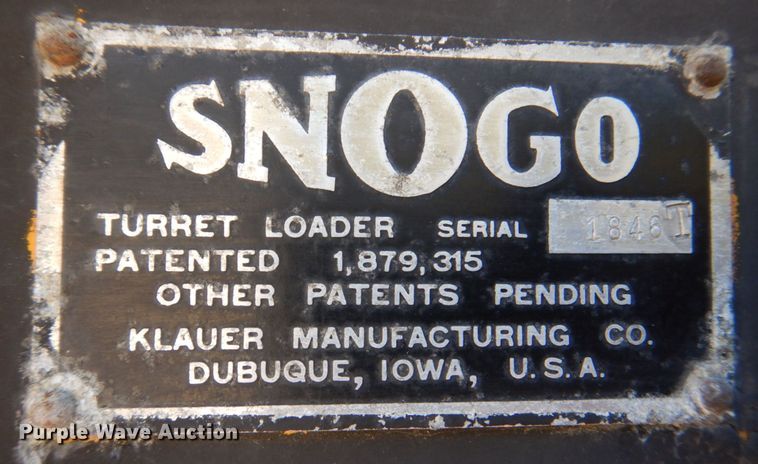 SNOGO
TURRET LOADER SERIAL 1846T
PATENTED 1,879,315
OTHER PATENTS PENDING
KLAUER MANUFACTURING CO.
DUBUQUE, IOWA, U.S.A.
Purple Wave Auction